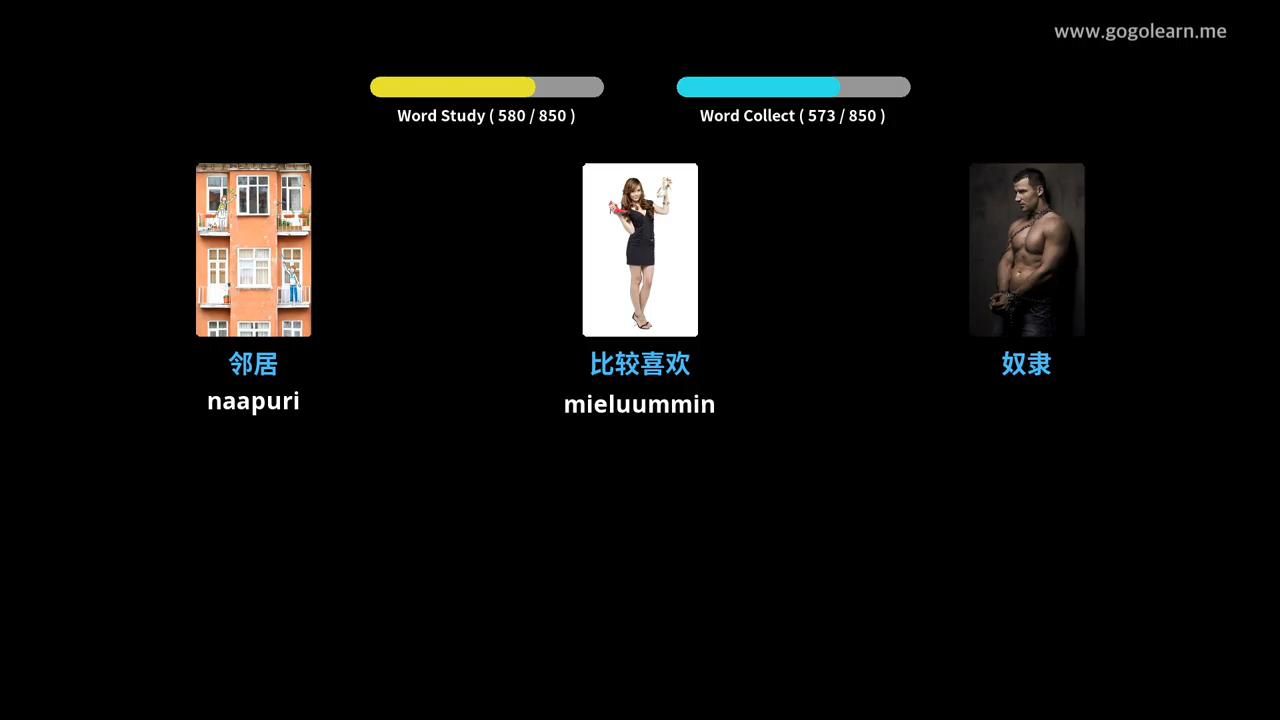 www.gogolearn.me
Word Study ( 580 / 850 )
Word Collect ( 573 / 850 )
邻居
比较喜欢
奴隶
naapuri
mieluummin